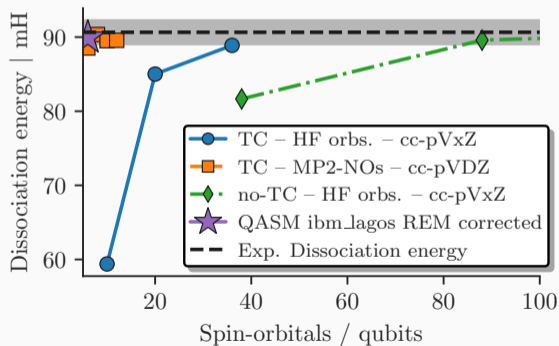 Dissociation energy | mH
90
80
70
60
TC – HF orbs. – cc-pVxZ
TC – MP2-NOs – cc-pVDZ
no-TC – HF orbs. – cc-pVxZ
QASM ibm_lagos REM corrected
Exp. Dissociation energy
20 40 60 80 100
Spin-orbitals / qubits